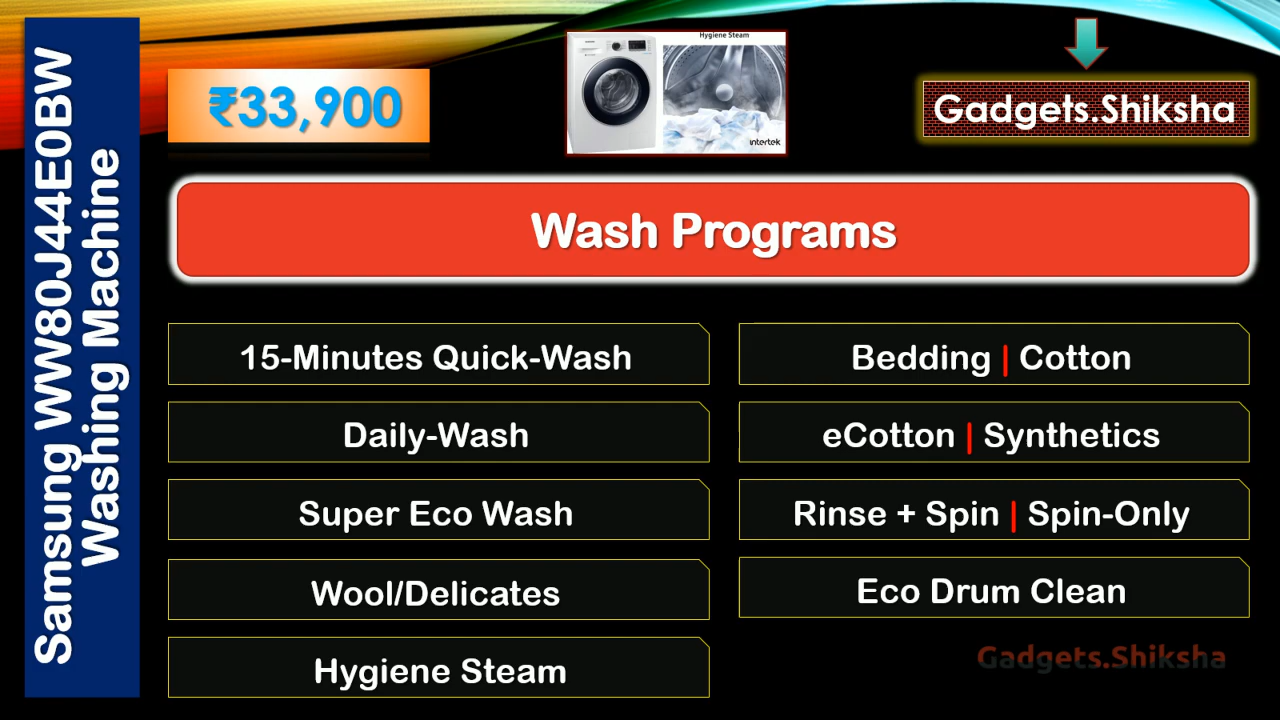 Samsung WW80J44E0BW
Washing Machine
₹33,900
Hygiene Steam
intertek
Gadgets.Shiksha
Wash Programs
15-Minutes Quick-Wash
Daily-Wash
Super Eco Wash
Wool/Delicates
Hygiene Steam
Bedding | Cotton
eCotton | Synthetics
Rinse + Spin | Spin-Only
Eco Drum Clean
Gadgets.Shiksha